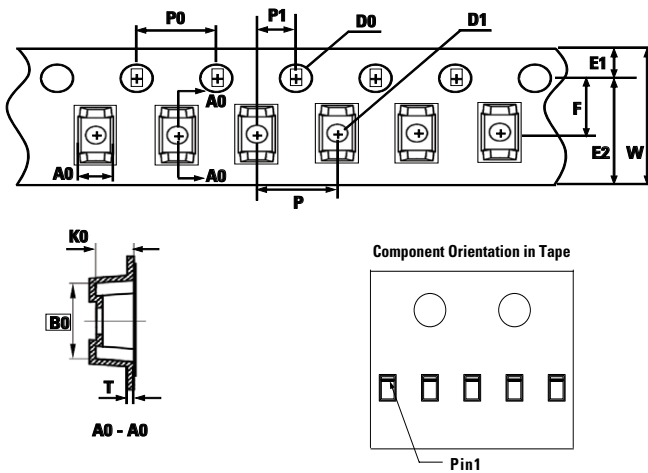 P0
P1
D0
D1
E1
A0
F
A0
A0
E2
W
P
K0
Component Orientation in Tape
B0
T
A0 - A0
Pin1